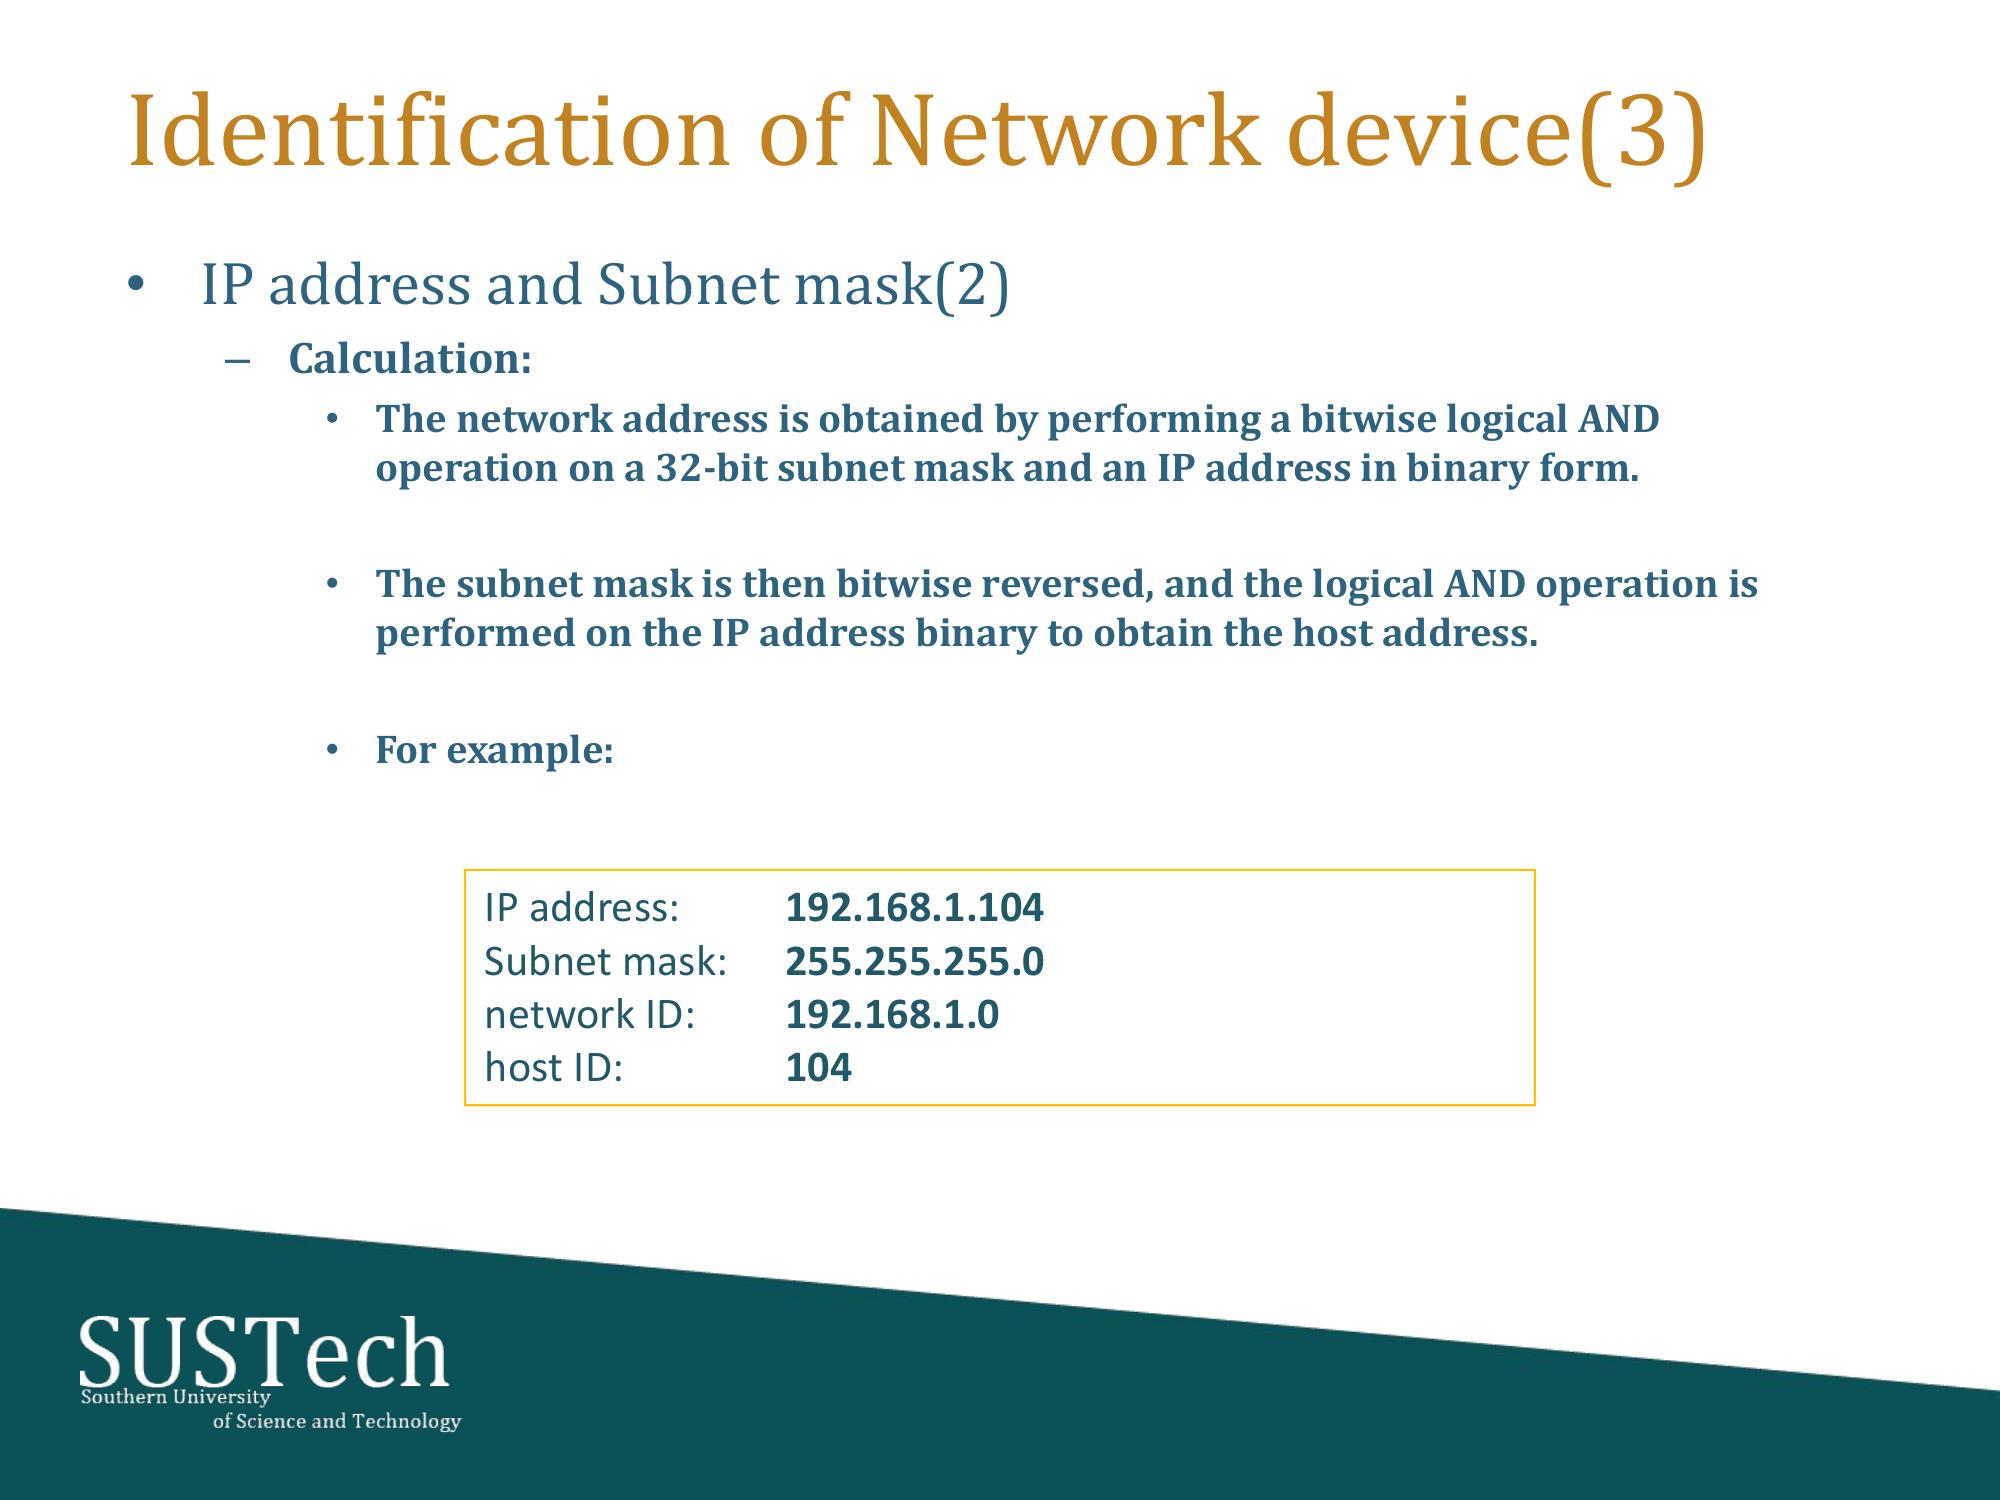 Identification of Network device(3)
• IP address and Subnet mask(2)
– Calculation:
• The network address is obtained by performing a bitwise logical AND
operation on a 32-bit subnet mask and an IP address in binary form.
• The subnet mask is then bitwise reversed, and the logical AND operation is
performed on the IP address binary to obtain the host address.
• For example:
IP address: 192.168.1.104
Subnet mask: 255.255.255.0
network ID: 192.168.1.0
host ID: 104
SUSTech
Southern University
of Science and Technology